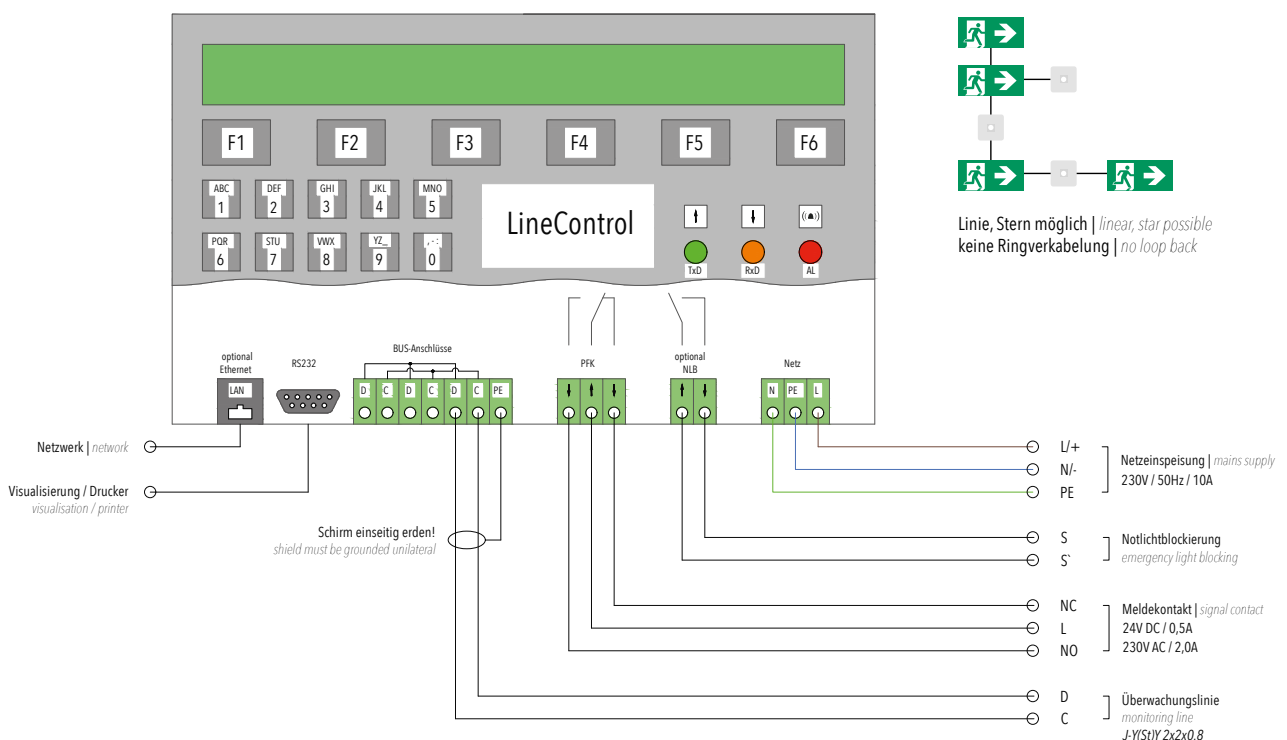 F1 F2 F3 F4 F5 F6
ABC DEF GHI JKL MNO
1 2 3 4 5
PQR STU VWX YZ_ ,.-:
6 7 8 9 0
LineControl
TxD RxD AL
Linie, Stern möglich | linear, star possible
keine Ringverkabelung | no loop back
optional
Ethernet
RS232
BUS-Anschlüsse
PFK
optional
NLB
Netz
LAN
D C D C D C PE
N PE L
Netzwerk | network
Visualisierung / Drucker
visualisation / printer
Schirm einseitig erden!
shield must be grounded unilateral
L/+
N/-
PE
Netzeinspeisung | mains supply
230V / 50Hz / 10A
S
S`
Notlichtblockierung
emergency light blocking
NC
L
NO
Meldekontakt | signal contact
24V DC / 0,5A
230V AC / 2,0A
D
C
Überwachungslinie
monitoring line
J-Y(St)Y 2x2x0.8